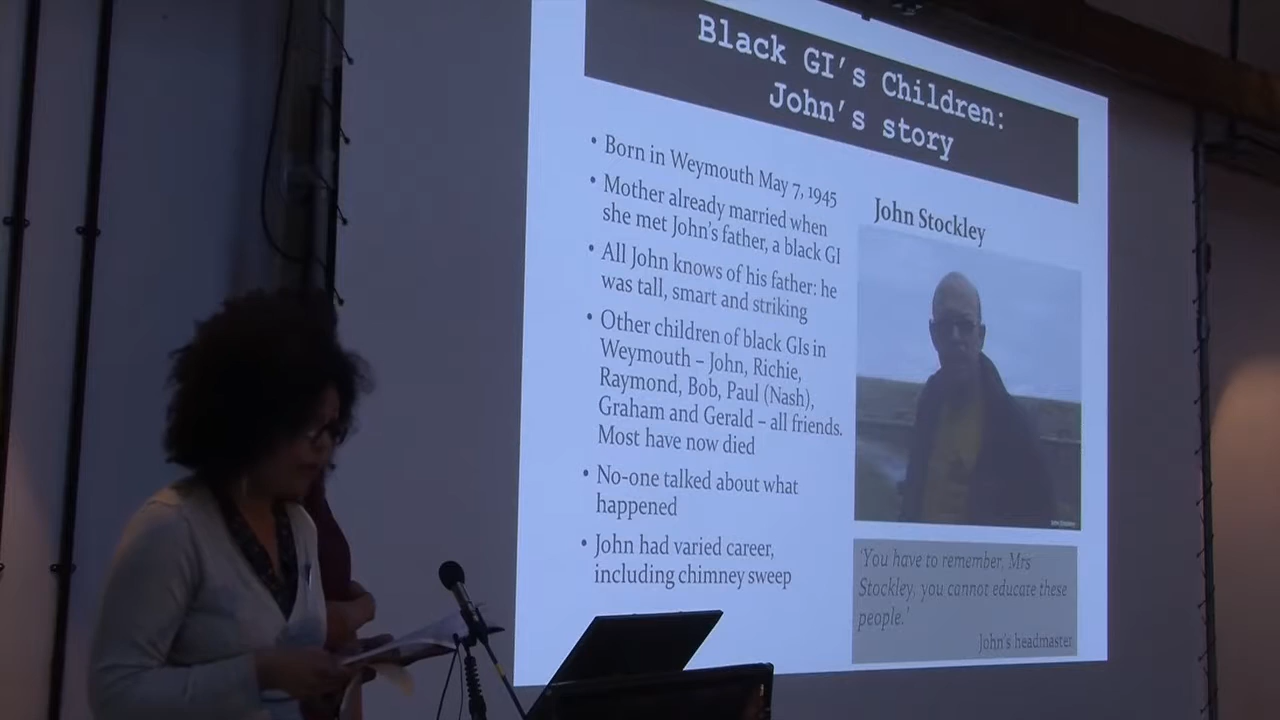 Black GI's Children:
John's story
• Born in Weymouth May 7, 1945
• Mother already married when
she met John's father, a black GI
• All John knows of his father: he
was tall, smart and striking
• Other children of black GIs in
Weymouth – John, Richie,
Raymond, Bob, Paul (Nash),
Graham and Gerald – all friends.
Most have now died
• No-one talked about what
happened
• John had varied career,
including chimney sweep
John Stockley
'You have to remember, Mrs
Stockley, you cannot educate these
people.'
John's headmaster